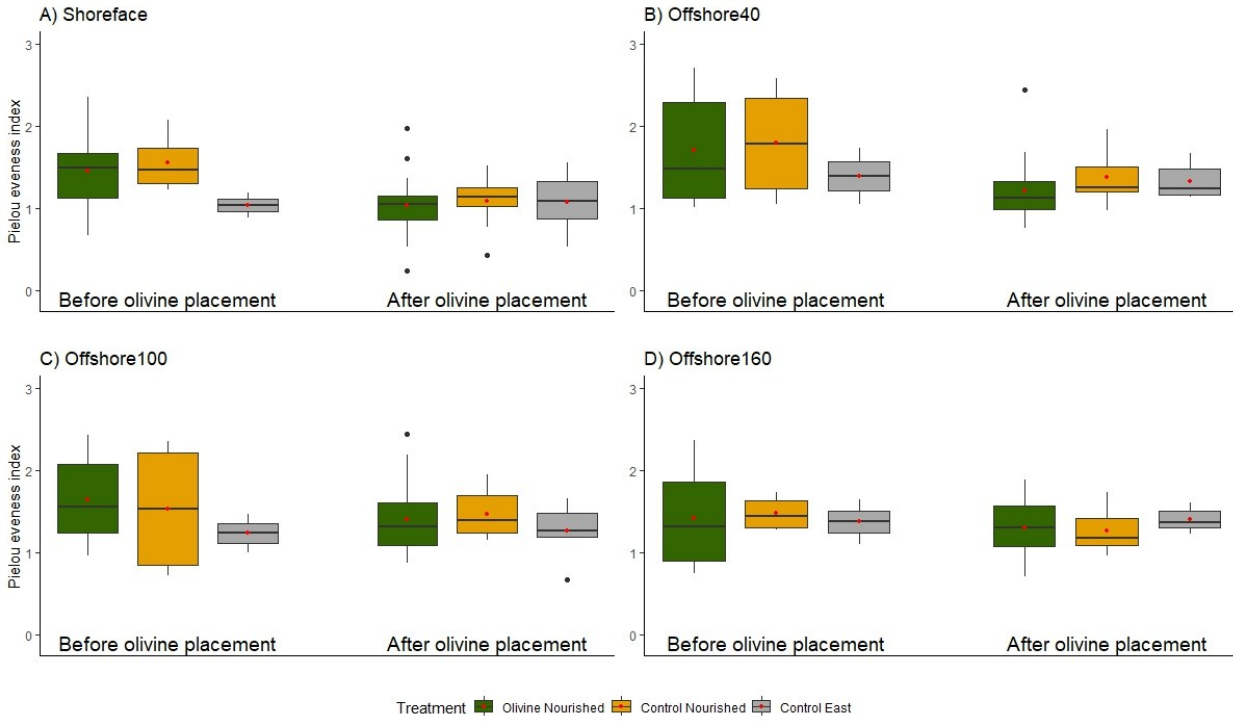 A) Shoreface
B) Offshore40
Pielou eveness index
3
2
1
0
3
2
1
0
Before olivine placement
After olivine placement
Before olivine placement
After olivine placement
C) Offshore100
D) Offshore160
Pielou eveness index
3
2
1
0
3
2
1
0
Before olivine placement
After olivine placement
Before olivine placement
After olivine placement
Treatment Olivine Nourished Control Nourished Control East